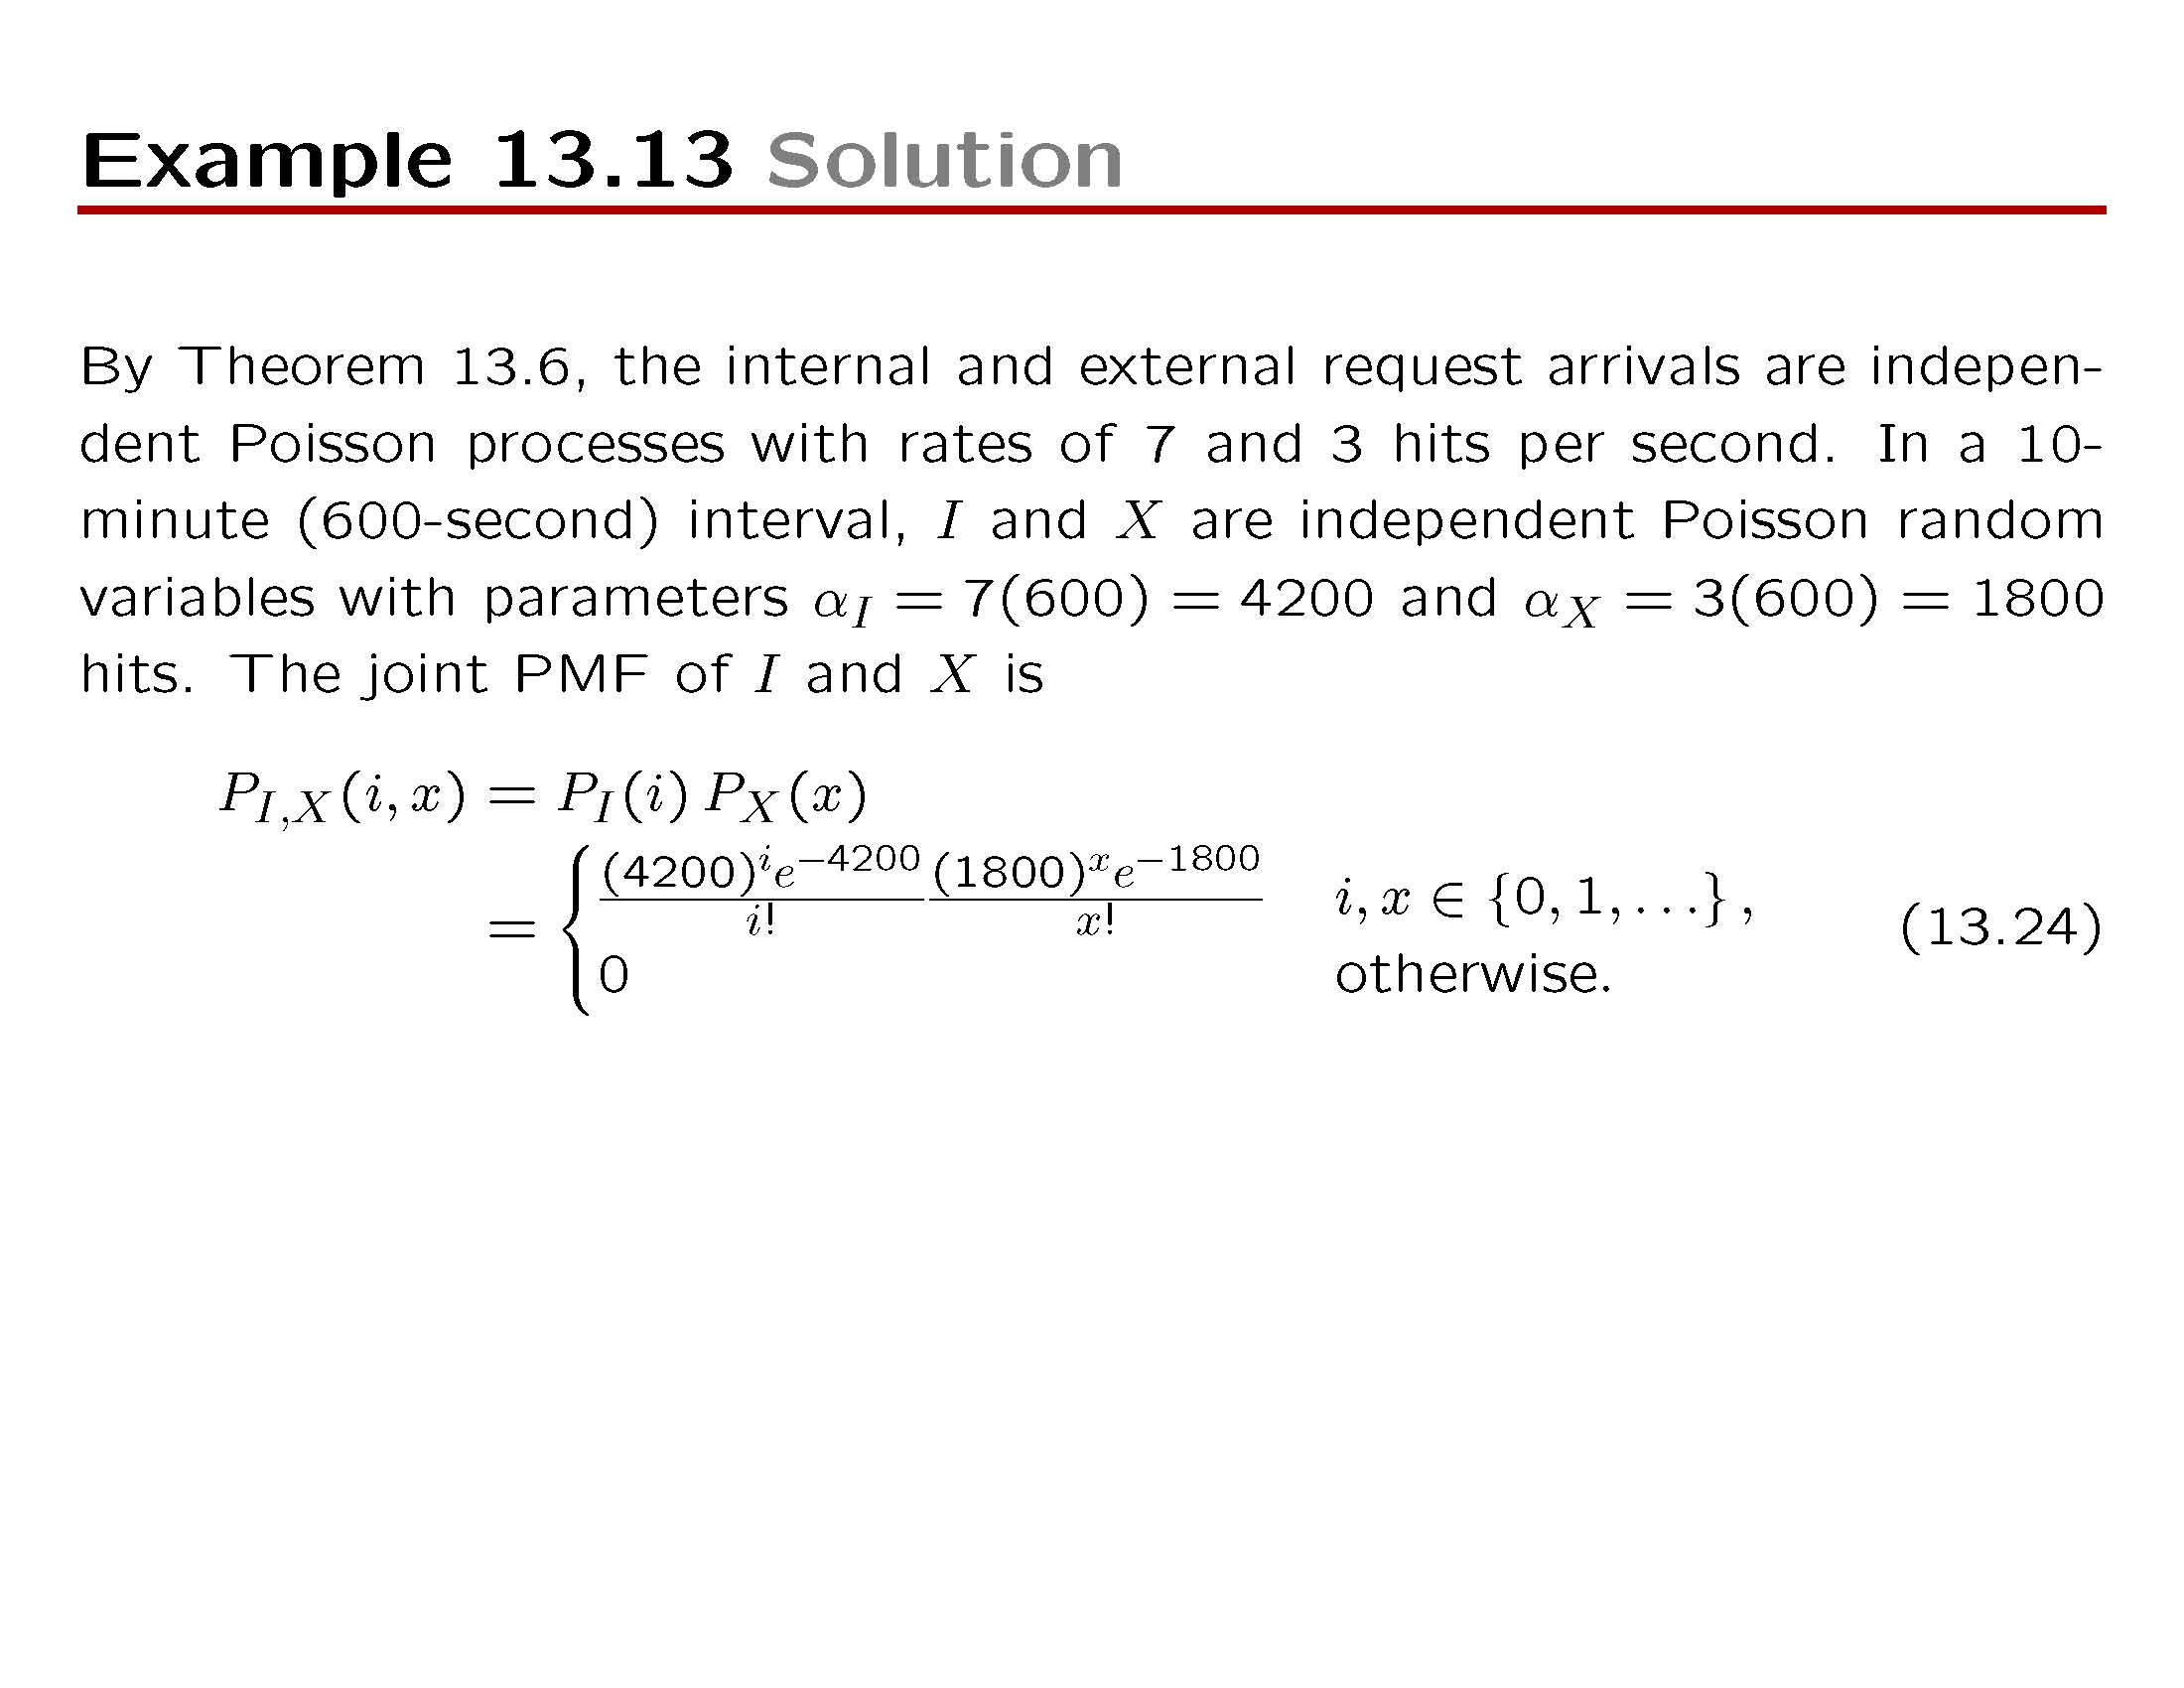 Example 13.13 Solution
By Theorem 13.6, the internal and external request arrivals are indepen-
dent Poisson processes with rates of 7 and 3 hits per second. In a 10-
minute (600-second) interval, I and X are independent Poisson random
variables with parameters α_I = 7(600) = 4200 and α_X = 3(600) = 1800
hits. The joint PMF of I and X is
P_{I,X}(i, x) = P_I(i) P_X(x)
= { \frac{(4200)^i e^{-4200}}{i!} \frac{(1800)^x e^{-1800}}{x!} i, x ∈ {0, 1, . . .} ,
0 otherwise. (13.24)